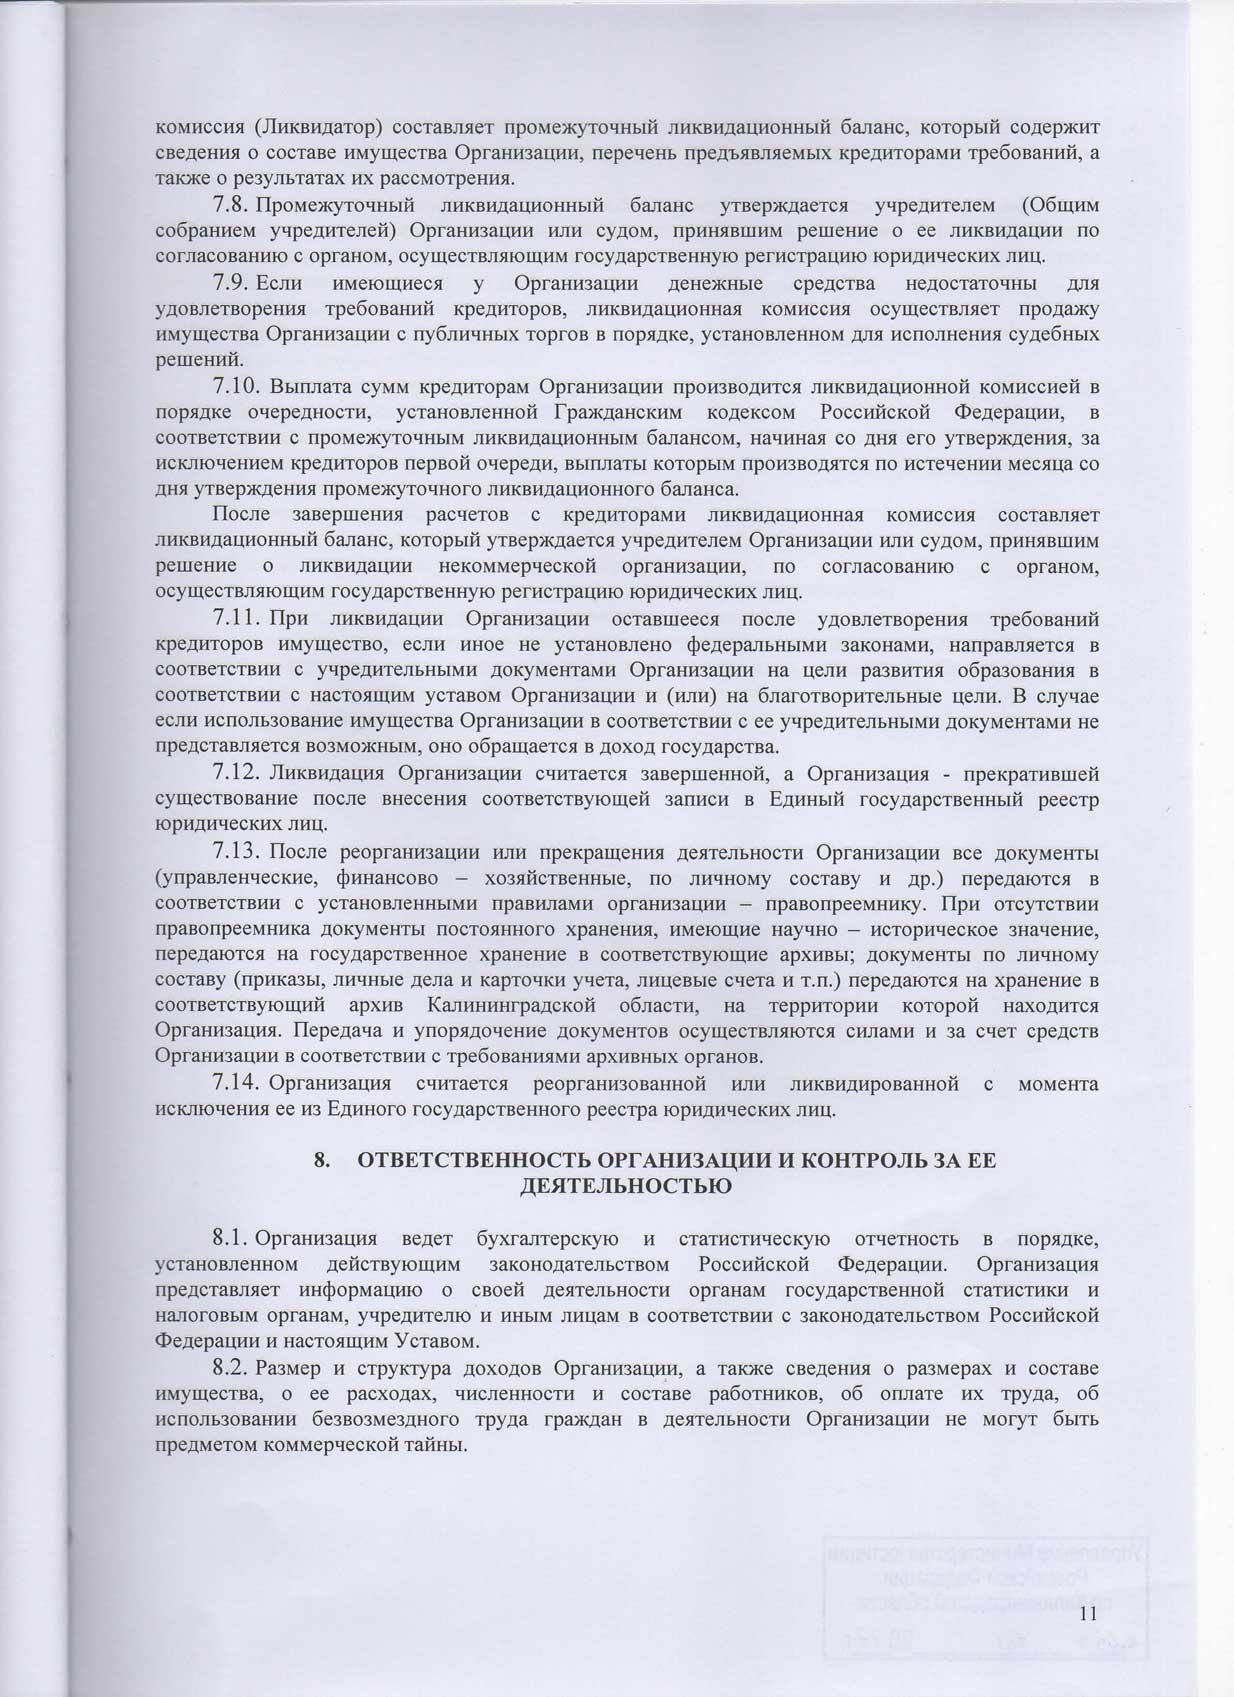 комиссия (Ликвидатор) составляет промежуточный ликвидационный баланс, который содержит
сведения о составе имущества Организации, перечень предъявляемых кредиторами требований, а
также о результатах их рассмотрения.
7.8. Промежуточный ликвидационный баланс утверждается учредителем (Общим
собранием учредителей) Организации или судом, принявшим решение о ее ликвидации по
согласованию с органом, осуществляющим государственную регистрацию юридических лиц.
7.9. Если имеющиеся у Организации денежные средства недостаточны для
удовлетворения требований кредиторов, ликвидационная комиссия осуществляет продажу
имущества Организации с публичных торгов в порядке, установленном для исполнения судебных
решений.
7.10. Выплата сумм кредиторам Организации производится ликвидационной комиссией в
порядке очередности, установленной Гражданским кодексом Российской Федерации, в
соответствии с промежуточным ликвидационным балансом, начиная со дня его утверждения, за
исключением кредиторов первой очереди, выплаты которым производятся по истечении месяца со
дня утверждения промежуточного ликвидационного баланса.
После завершения расчетов с кредиторами ликвидационная комиссия составляет
ликвидационный баланс, который утверждается учредителем Организации или судом, принявшим
решение о ликвидации некоммерческой организации, по согласованию с органом,
осуществляющим государственную регистрацию юридических лиц.
7.11. При ликвидации Организации оставшееся после удовлетворения требований
кредиторов имущество, если иное не установлено федеральными законами, направляется в
соответствии с учредительными документами Организации на цели развития образования в
соответствии с настоящим уставом Организации и (или) на благотворительные цели. В случае
если использование имущества Организации в соответствии с ее учредительными документами не
представляется возможным, оно обращается в доход государства.
7.12. Ликвидация Организации считается завершенной, а Организация - прекратившей
существование после внесения соответствующей записи в Единый государственный реестр
юридических лиц.
7.13. После реорганизации или прекращения деятельности Организации все документы
(управленческие, финансово – хозяйственные, по личному составу и др.) передаются в
соответствии с установленными правилами организации – правопреемнику. При отсутствии
правопреемника документы постоянного хранения, имеющие научно – историческое значение,
передаются на государственное хранение в соответствующие архивы; документы по личному
составу (приказы, личные дела и карточки учета, лицевые счета и т.п.) передаются на хранение в
соответствующий архив Калининградской области, на территории которой находится
Организация. Передача и упорядочение документов осуществляются силами и за счет средств
Организации в соответствии с требованиями архивных органов.
7.14. Организация считается реорганизованной или ликвидированной с момента
исключения ее из Единого государственного реестра юридических лиц.
8. ОТВЕТСТВЕННОСТЬ ОРГАНИЗАЦИИ И КОНТРОЛЬ ЗА ЕЕ
ДЕЯТЕЛЬНОСТЬЮ
8.1. Организация ведет бухгалтерскую и статистическую отчетность в порядке,
установленном действующим законодательством Российской Федерации. Организация
представляет информацию о своей деятельности органам государственной статистики и
налоговым органам, учредителю и иным лицам в соответствии с законодательством Российской
Федерации и настоящим Уставом.
8.2. Размер и структура доходов Организации, а также сведения о размерах и составе
имущества, о ее расходах, численности и составе работников, об оплате их труда, об
использовании безвозмездного труда граждан в деятельности Организации не могут быть
предметом коммерческой тайны.
11